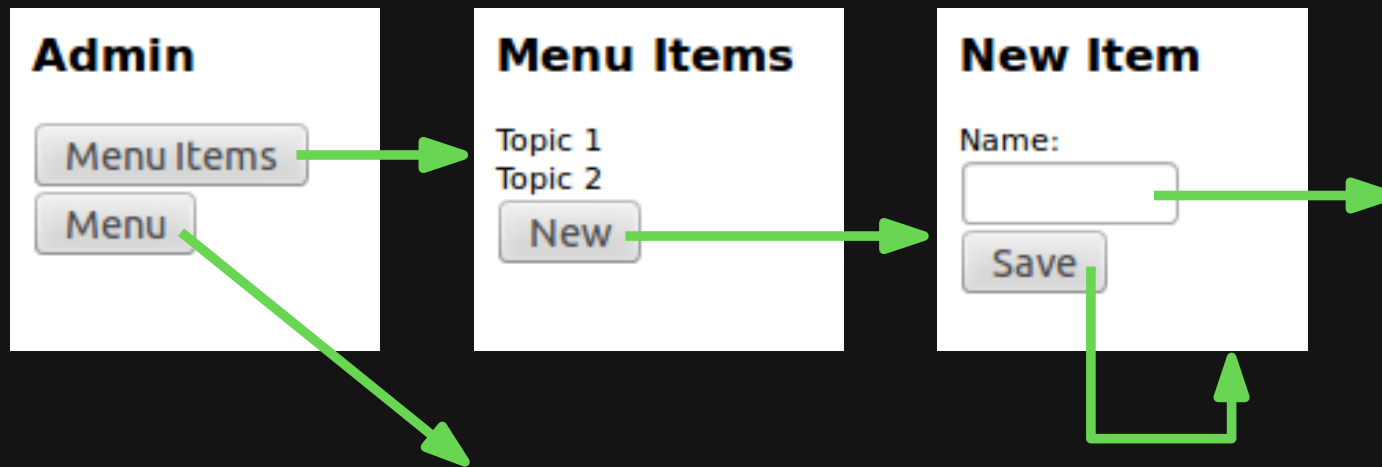 Admin
Menu Items
Menu
Menu Items
Topic 1
Topic 2
New
New Item
Name:
Save